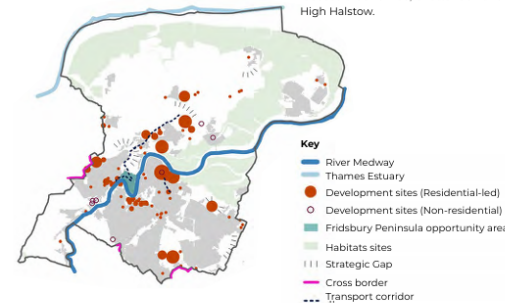 High Halstow.
Key
River Medway
Thames Estuary
Development sites (Residential-led)
Development sites (Non-residential)
Fridsbury Peninsula opportunity area
Habitats sites
Strategic Gap
Cross border
Transport corridor